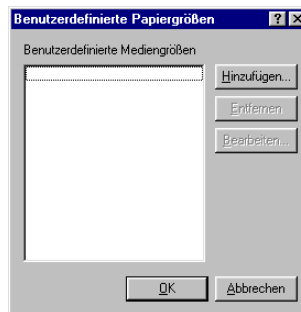 Benutzerdefinierte Papiergrößen
Benutzerdefinierte Mediengrößen
Hinzufügen...
Entfernen
Bearbeiten...
OK
Abbrechen